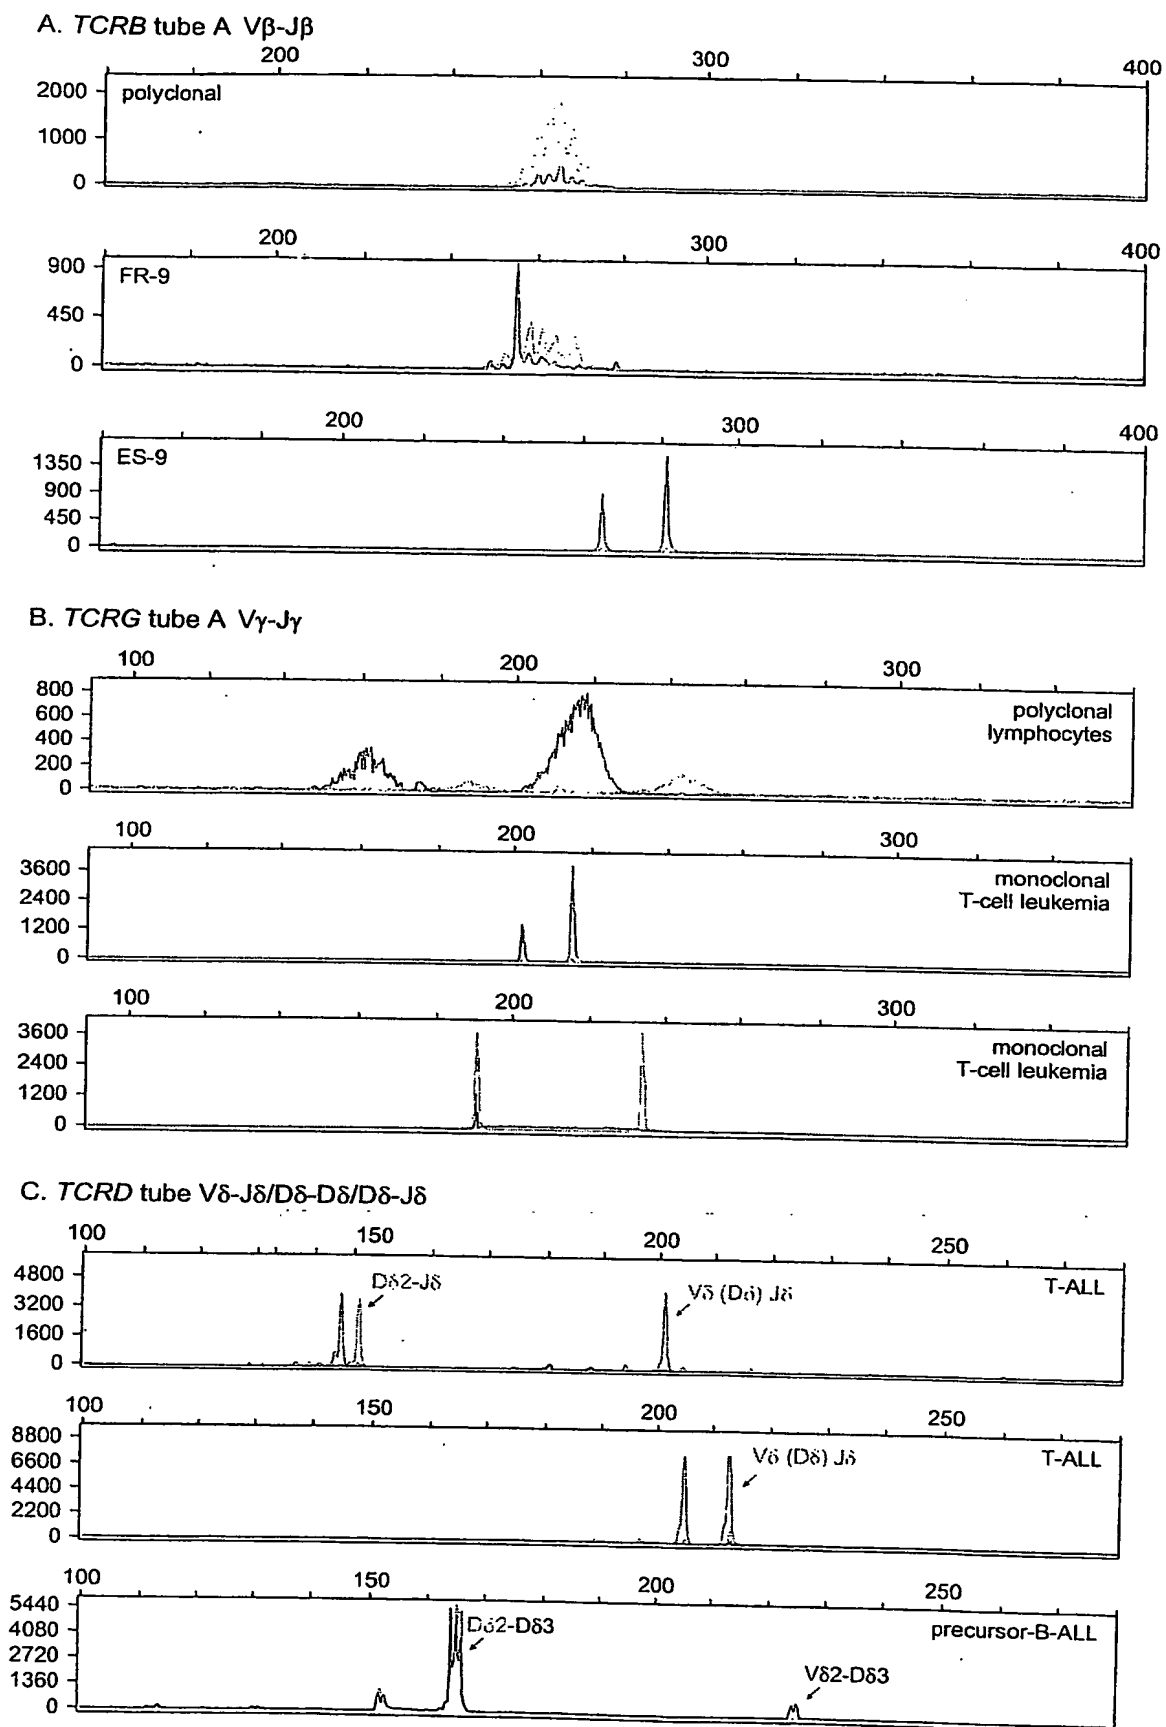 A. TCRB tube A Vβ-Jβ
200 300 400
2000
1000
0
polyclonal
200 300 400
900
450
0
FR-9
200 300 400
1350
900
450
0
ES-9
B. TCRG tube A Vγ-Jγ
100 200 300
800
600
400
200
0
polyclonal
lymphocytes
100 200 300
3600
2400
1200
0
monoclonal
T-cell leukemia
100 200 300
3600
2400
1200
0
monoclonal
T-cell leukemia
C. TCRD tube Vδ-Jδ/Dδ-Dδ/Dδ-Jδ
100 150 200 250
4800
3200
1600
0
Dδ2-Jδ
Vδ (Dδ) Jδ
T-ALL
100 150 200 250
8800
6600
4400
2200
0
Vδ (Dδ) Jδ
T-ALL
100 150 200 250
5440
4080
2720
1360
0
Dδ2-Dδ3
precursor-B-ALL
Vδ2-Dδ3